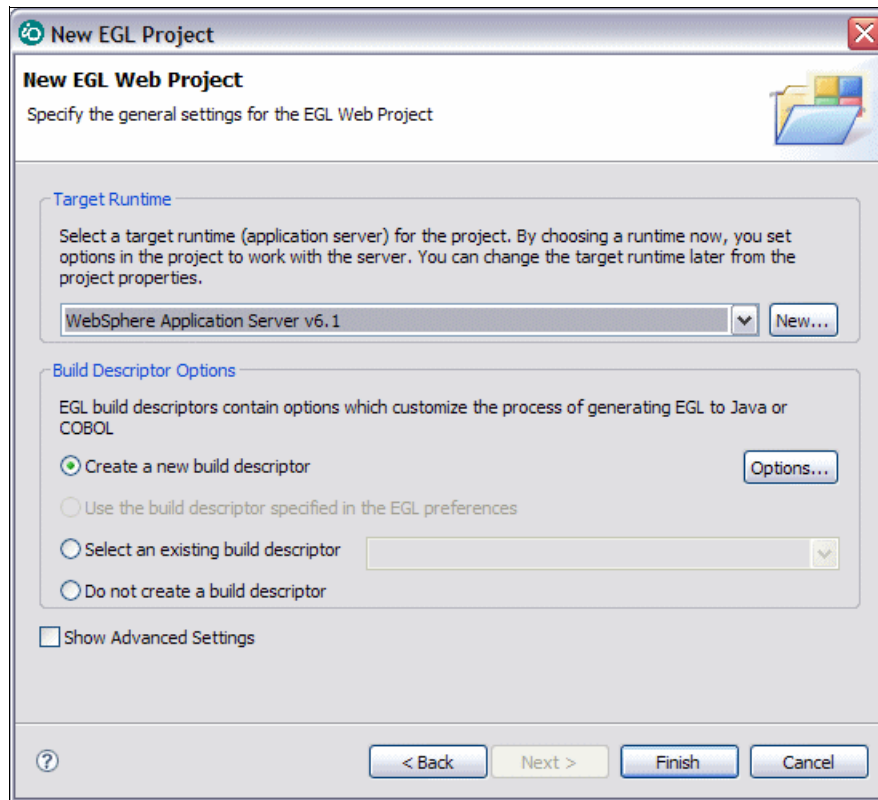 New EGL Project
New EGL Web Project
Specify the general settings for the EGL Web Project
Target Runtime
Select a target runtime (application server) for the project. By choosing a runtime now, you set
options in the project to work with the server. You can change the target runtime later from the
project properties.
WebSphere Application Server v6.1
New...
Build Descriptor Options
EGL build descriptors contain options which customize the process of generating EGL to Java or
COBOL
Create a new build descriptor
Options...
Use the build descriptor specified in the EGL preferences
Select an existing build descriptor
Do not create a build descriptor
Show Advanced Settings
?
< Back
Next >
Finish
Cancel